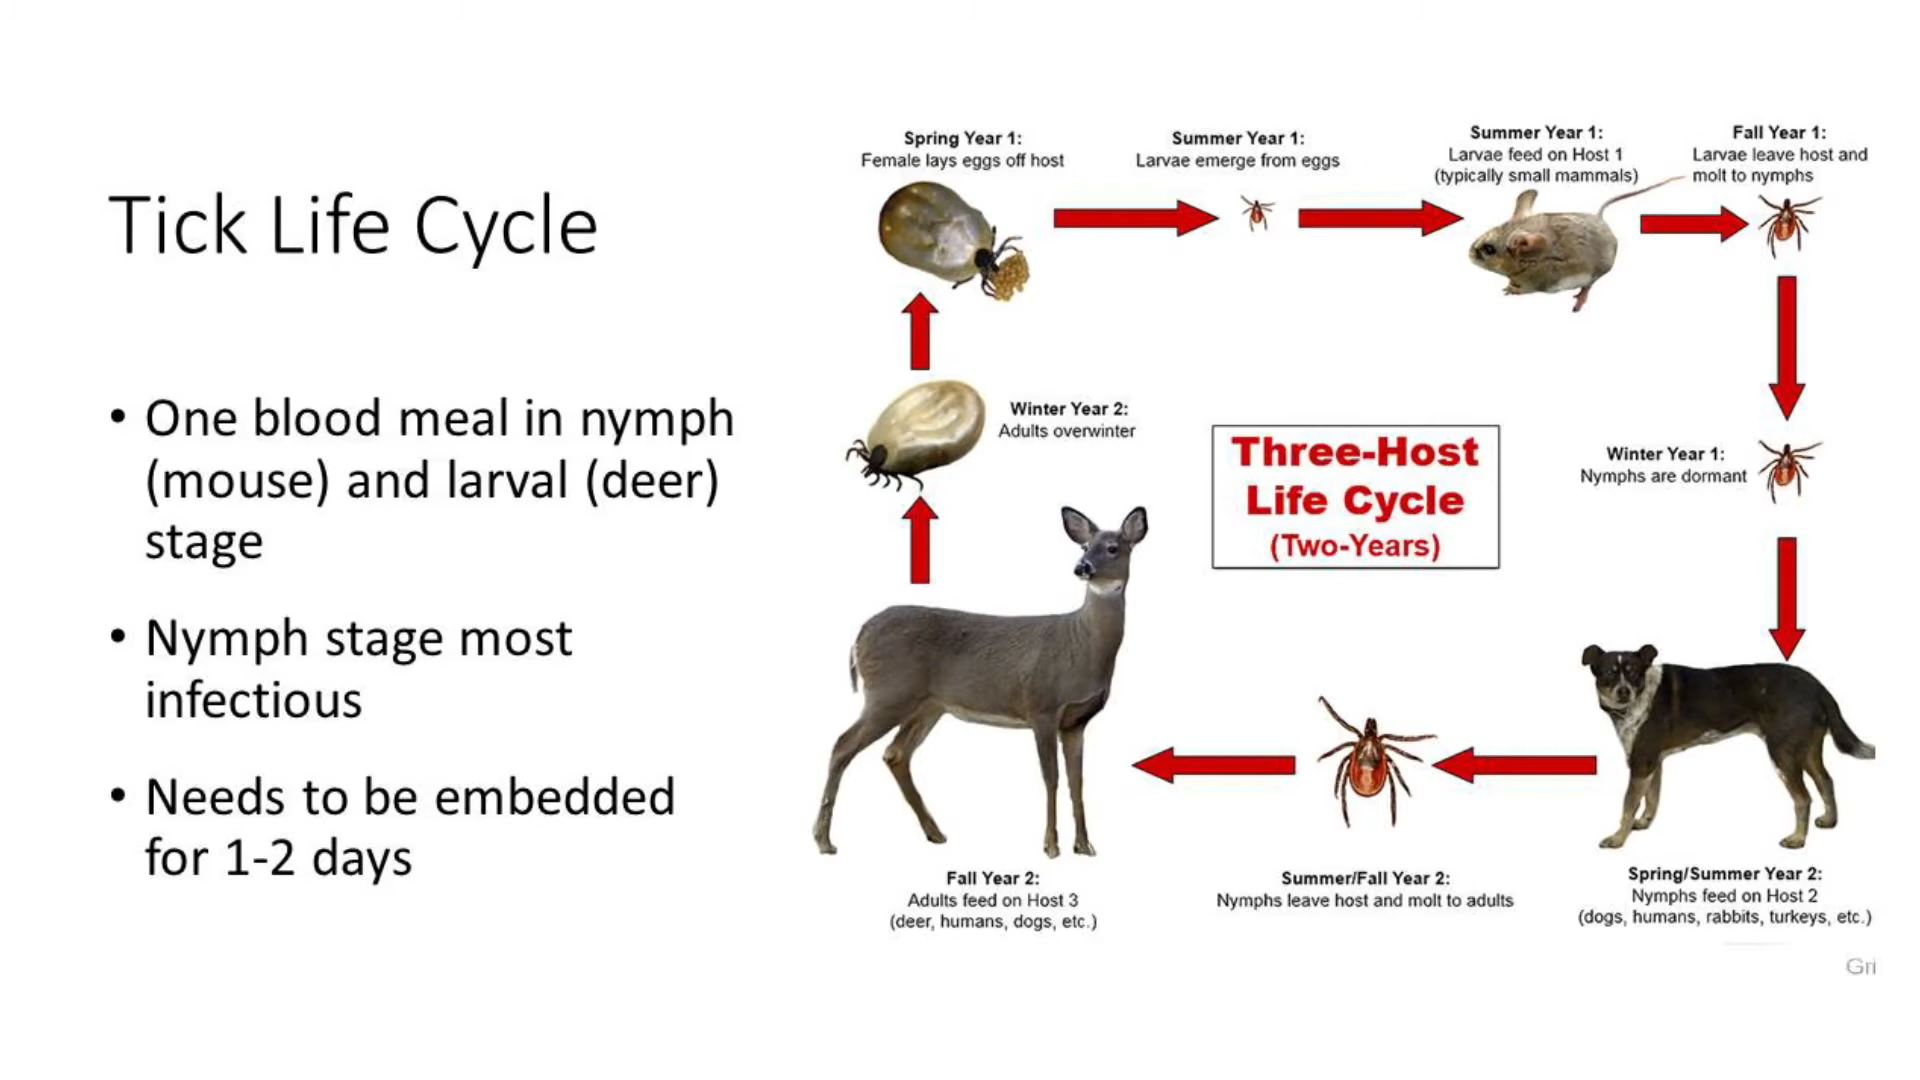 Tick Life Cycle
• One blood meal in nymph
(mouse) and larval (deer)
stage
• Nymph stage most
infectious
• Needs to be embedded
for 1-2 days
Spring Year 1:
Female lays eggs off host
Summer Year 1:
Larvae emerge from eggs
Summer Year 1:
Larvae feed on Host 1
(typically small mammals)
Fall Year 1:
Larvae leave host and
molt to nymphs
Winter Year 1:
Nymphs are dormant
Spring/Summer Year 2:
Nymphs feed on Host 2
(dogs, humans, rabbits, turkeys, etc.)
Summer/Fall Year 2:
Nymphs leave host and molt to adults
Fall Year 2:
Adults feed on Host 3
(deer, humans, dogs, etc.)
Winter Year 2:
Adults overwinter
Three-Host
Life Cycle
(Two-Years)
Gri